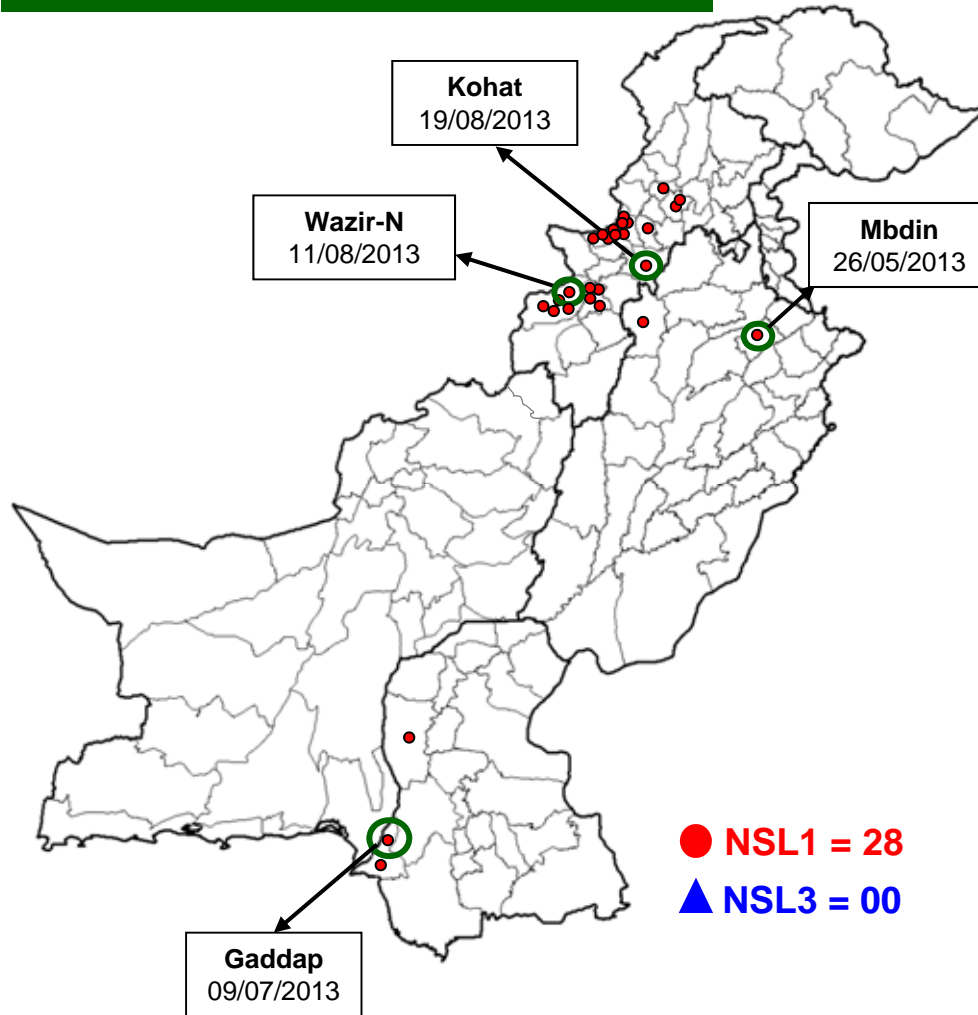 Kohat
19/08/2013
Wazir-N
11/08/2013
Mbdin
26/05/2013
NSL1 = 28
NSL3 = 00
Gaddap
09/07/2013